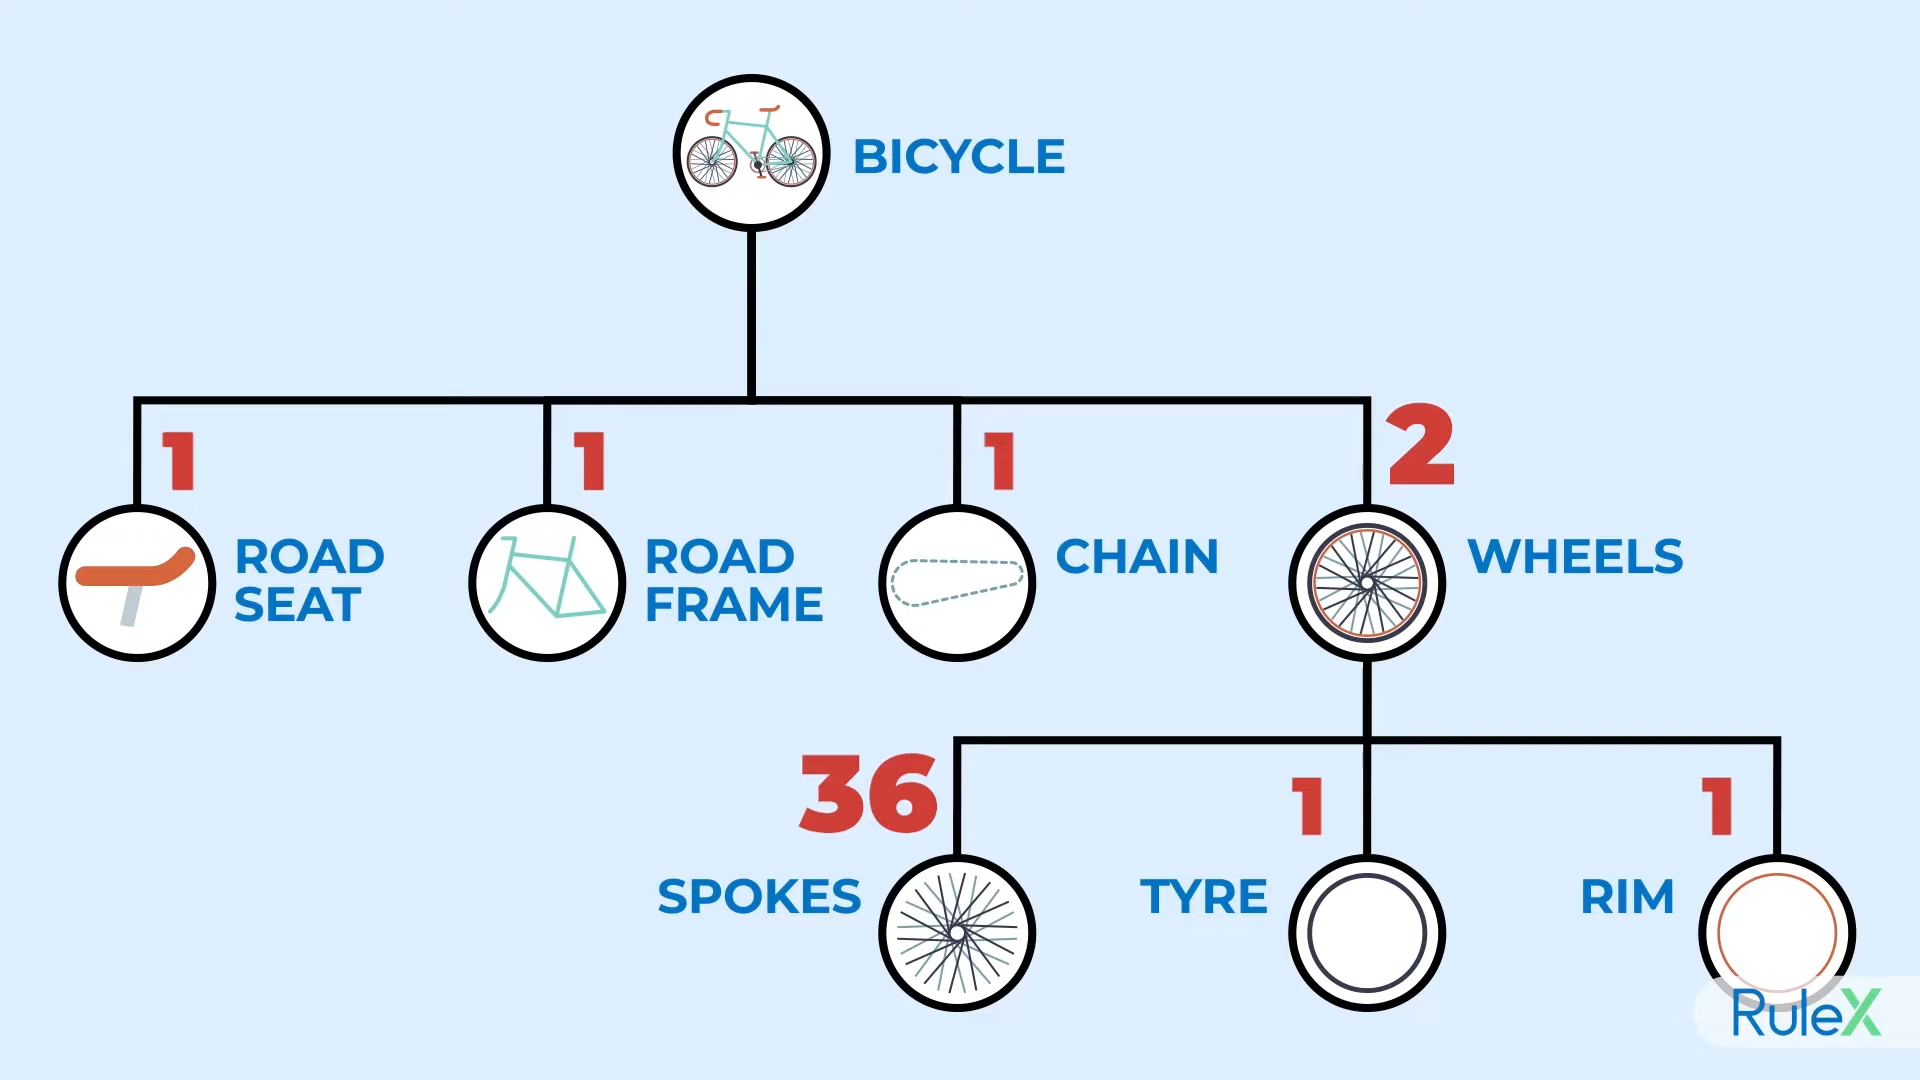 BICYCLE
1
1
1
2
ROAD
SEAT
ROAD
FRAME
CHAIN
WHEELS
36
1
1
SPOKES
TYRE
RIM
RuleX